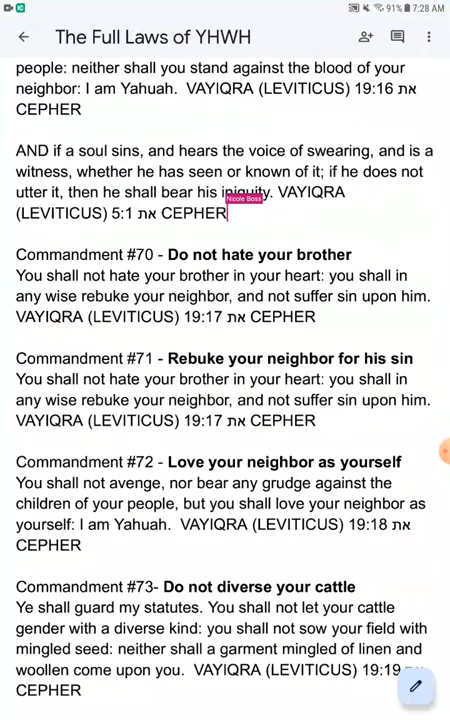 91% 7:28 AM
The Full Laws of YHWH
people: neither shall you stand against the blood of your
neighbor: I am Yahuah.  VAYIQRA (LEVITICUS) 19:16 את
CEPHER
AND if a soul sins, and hears the voice of swearing, and is a
witness, whether he has seen or known of it; if he does not
utter it, then he shall bear his iniquity. VAYIQRA
Nicole Boss
(LEVITICUS) 5:1 את CEPHER
Commandment #70 - Do not hate your brother
You shall not hate your brother in your heart: you shall in
any wise rebuke your neighbor, and not suffer sin upon him.
VAYIQRA (LEVITICUS) 19:17 את CEPHER
Commandment #71 - Rebuke your neighbor for his sin
You shall not hate your brother in your heart: you shall in
any wise rebuke your neighbor, and not suffer sin upon him.
VAYIQRA (LEVITICUS) 19:17 את CEPHER
Commandment #72 - Love your neighbor as yourself
You shall not avenge, nor bear any grudge against the
children of your people, but you shall love your neighbor as
yourself: I am Yahuah.  VAYIQRA (LEVITICUS) 19:18 את
CEPHER
Commandment #73- Do not diverse your cattle
Ye shall guard my statutes. You shall not let your cattle
gender with a diverse kind: you shall not sow your field with
mingled seed: neither shall a garment mingled of linen and
woollen come upon you.  VAYIQRA (LEVITICUS) 19:19
CEPHER